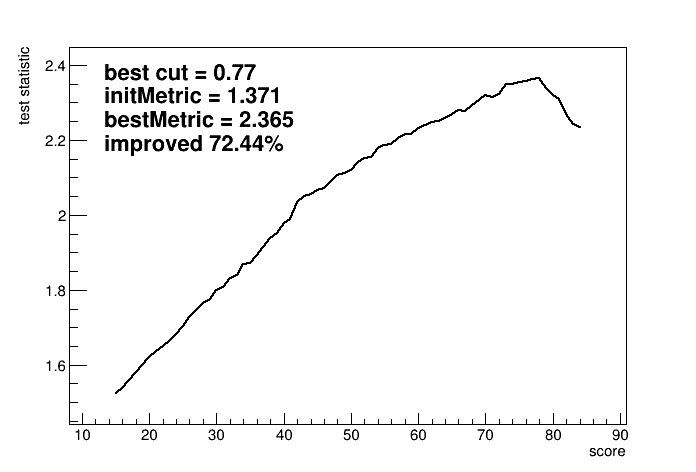 test statistic
best cut = 0.77
initMetric = 1.371
bestMetric = 2.365
improved 72.44%
2.4
2.2
2
1.8
1.6
10 20 30 40 50 60 70 80 90
score